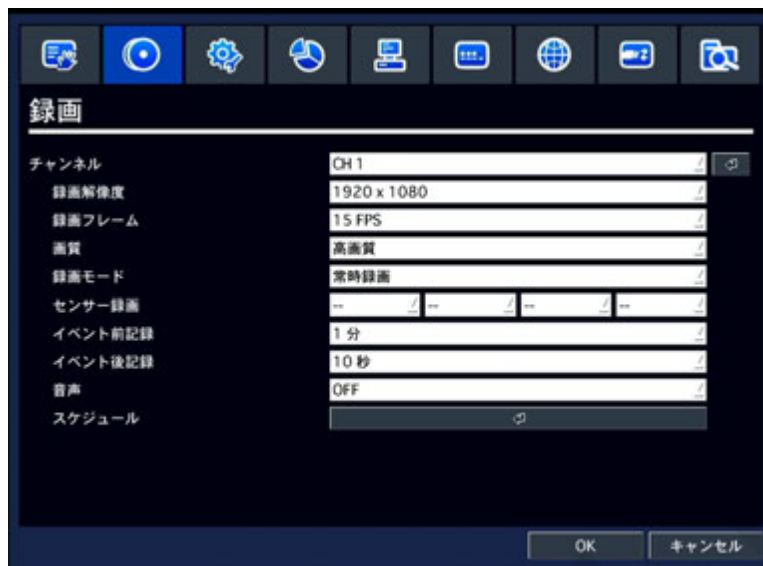 録画
チャンネル CH 1
録画解像度 1920 x 1080
録画フレーム 15 FPS
画質 高画質
録画モード 常時録画
センサー録画 -- -- -- --
イベント前記録 1 分
イベント後記録 10 秒
音声 OFF
スケジュール
OK キャンセル